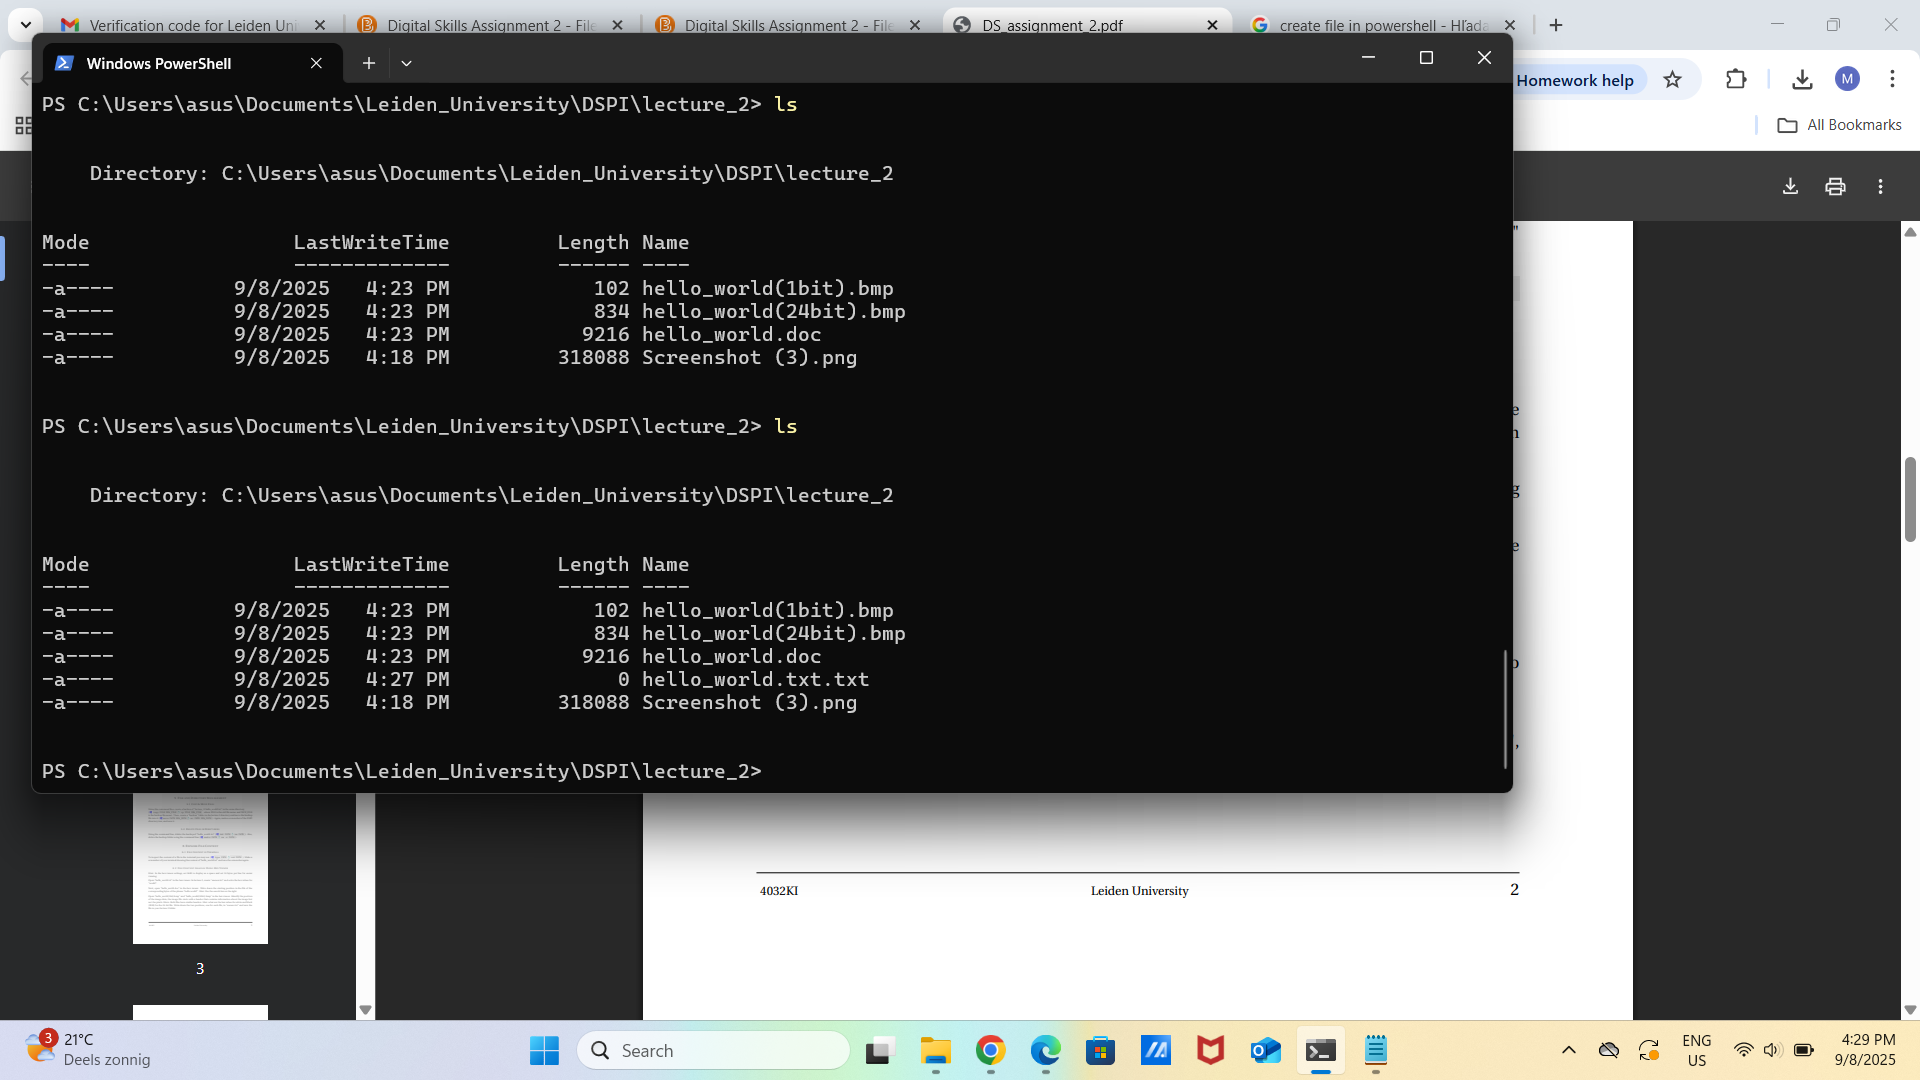 Verification code for Leiden Uni
Digital Skills Assignment 2 - File
Digital Skills Assignment 2 - File
DS_assignment_2.pdf
create file in powershell - Hľada
Windows PowerShell
Homework help
M
All Bookmarks
PS C:\Users\asus\Documents\Leiden_University\DSPI\lecture_2> ls
Directory: C:\Users\asus\Documents\Leiden_University\DSPI\lecture_2
Mode LastWriteTime Length Name
---- ------------- ------ ----
-a---- 9/8/2025 4:23 PM 102 hello_world(1bit).bmp
-a---- 9/8/2025 4:23 PM 834 hello_world(24bit).bmp
-a---- 9/8/2025 4:23 PM 9216 hello_world.doc
-a---- 9/8/2025 4:18 PM 318088 Screenshot (3).png
PS C:\Users\asus\Documents\Leiden_University\DSPI\lecture_2> ls
Directory: C:\Users\asus\Documents\Leiden_University\DSPI\lecture_2
Mode LastWriteTime Length Name
---- ------------- ------ ----
-a---- 9/8/2025 4:23 PM 102 hello_world(1bit).bmp
-a---- 9/8/2025 4:23 PM 834 hello_world(24bit).bmp
-a---- 9/8/2025 4:23 PM 9216 hello_world.doc
-a---- 9/8/2025 4:27 PM 0 hello_world.txt.txt
-a---- 9/8/2025 4:18 PM 318088 Screenshot (3).png
PS C:\Users\asus\Documents\Leiden_University\DSPI\lecture_2>
4032KI Leiden University 2
3
3
21°C
Deels zonnig
Search
ENG
US
4:29 PM
9/8/2025